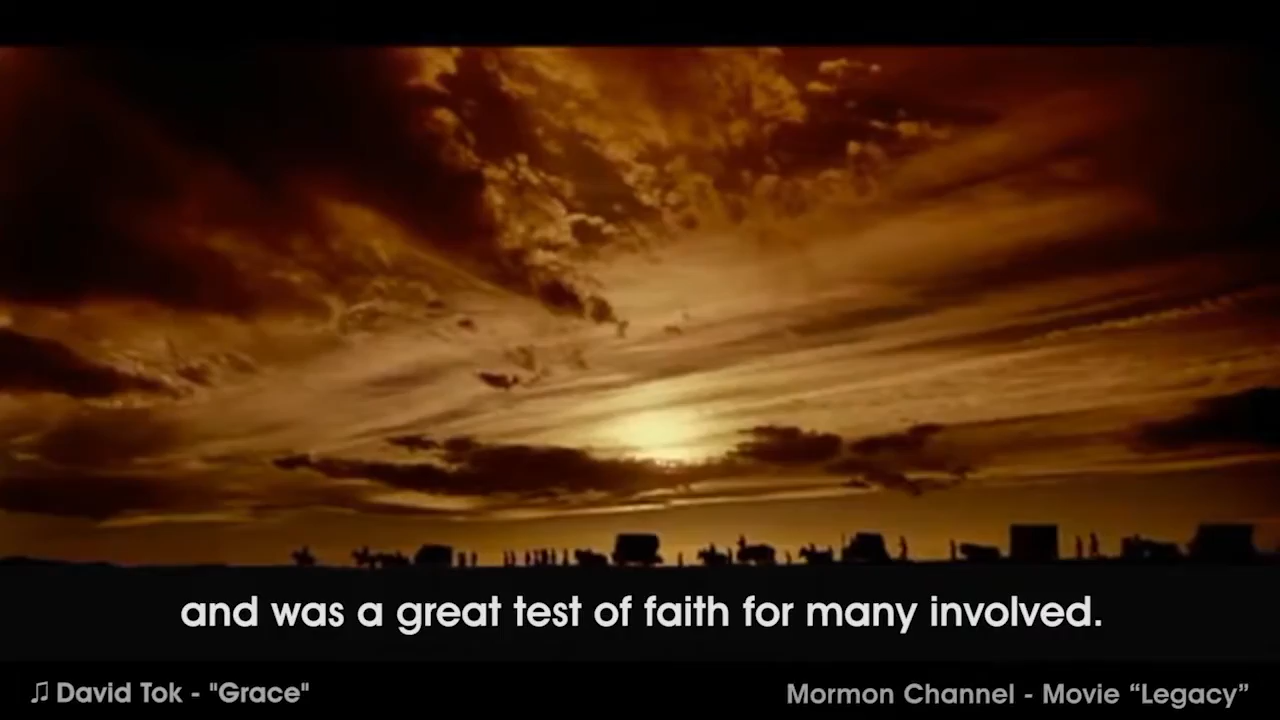 and was a great test of faith for many involved.
♫ David Tok - "Grace"
Mormon Channel - Movie “Legacy”